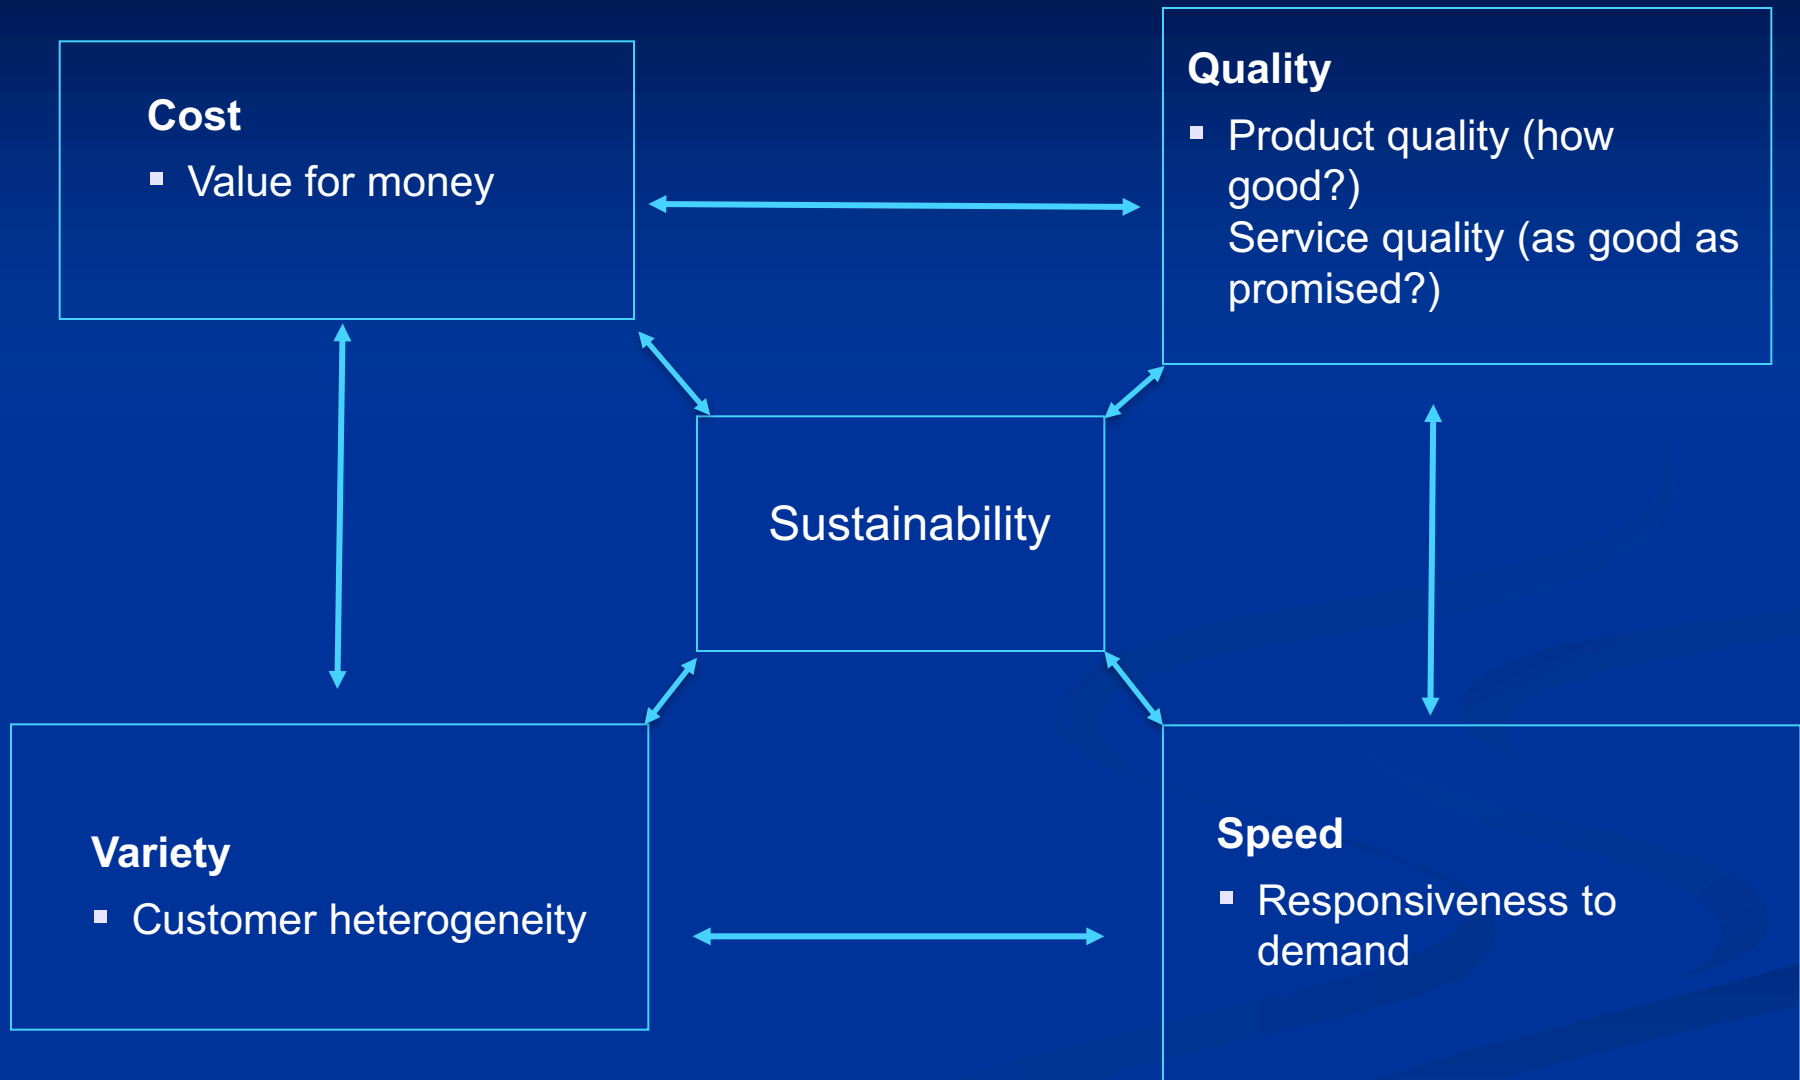 Cost
▪ Value for money
Quality
▪ Product quality (how
good?)
Service quality (as good as
promised?)
Sustainability
Variety
▪ Customer heterogeneity
Speed
▪ Responsiveness to
demand